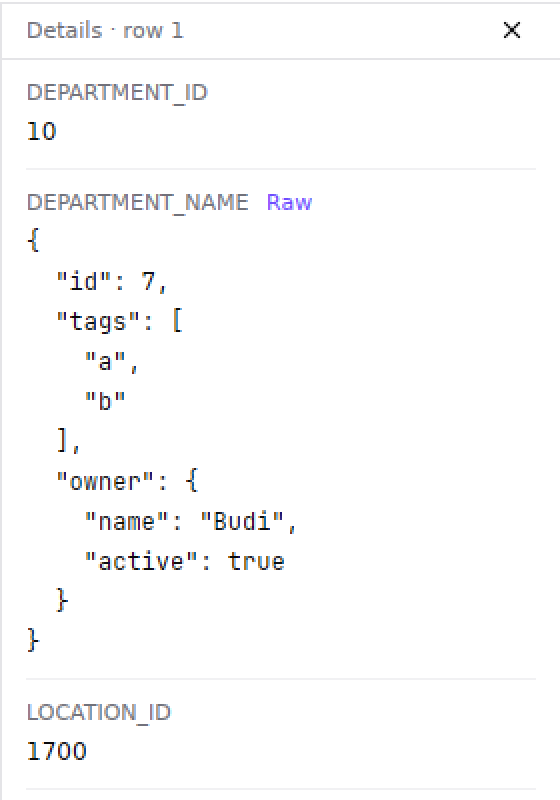 Details · row 1 ✕
DEPARTMENT_ID
10
DEPARTMENT_NAME Raw
{
  "id": 7,
  "tags": [
    "a",
    "b"
  ],
  "owner": {
    "name": "Budi",
    "active": true
  }
}
LOCATION_ID
1700